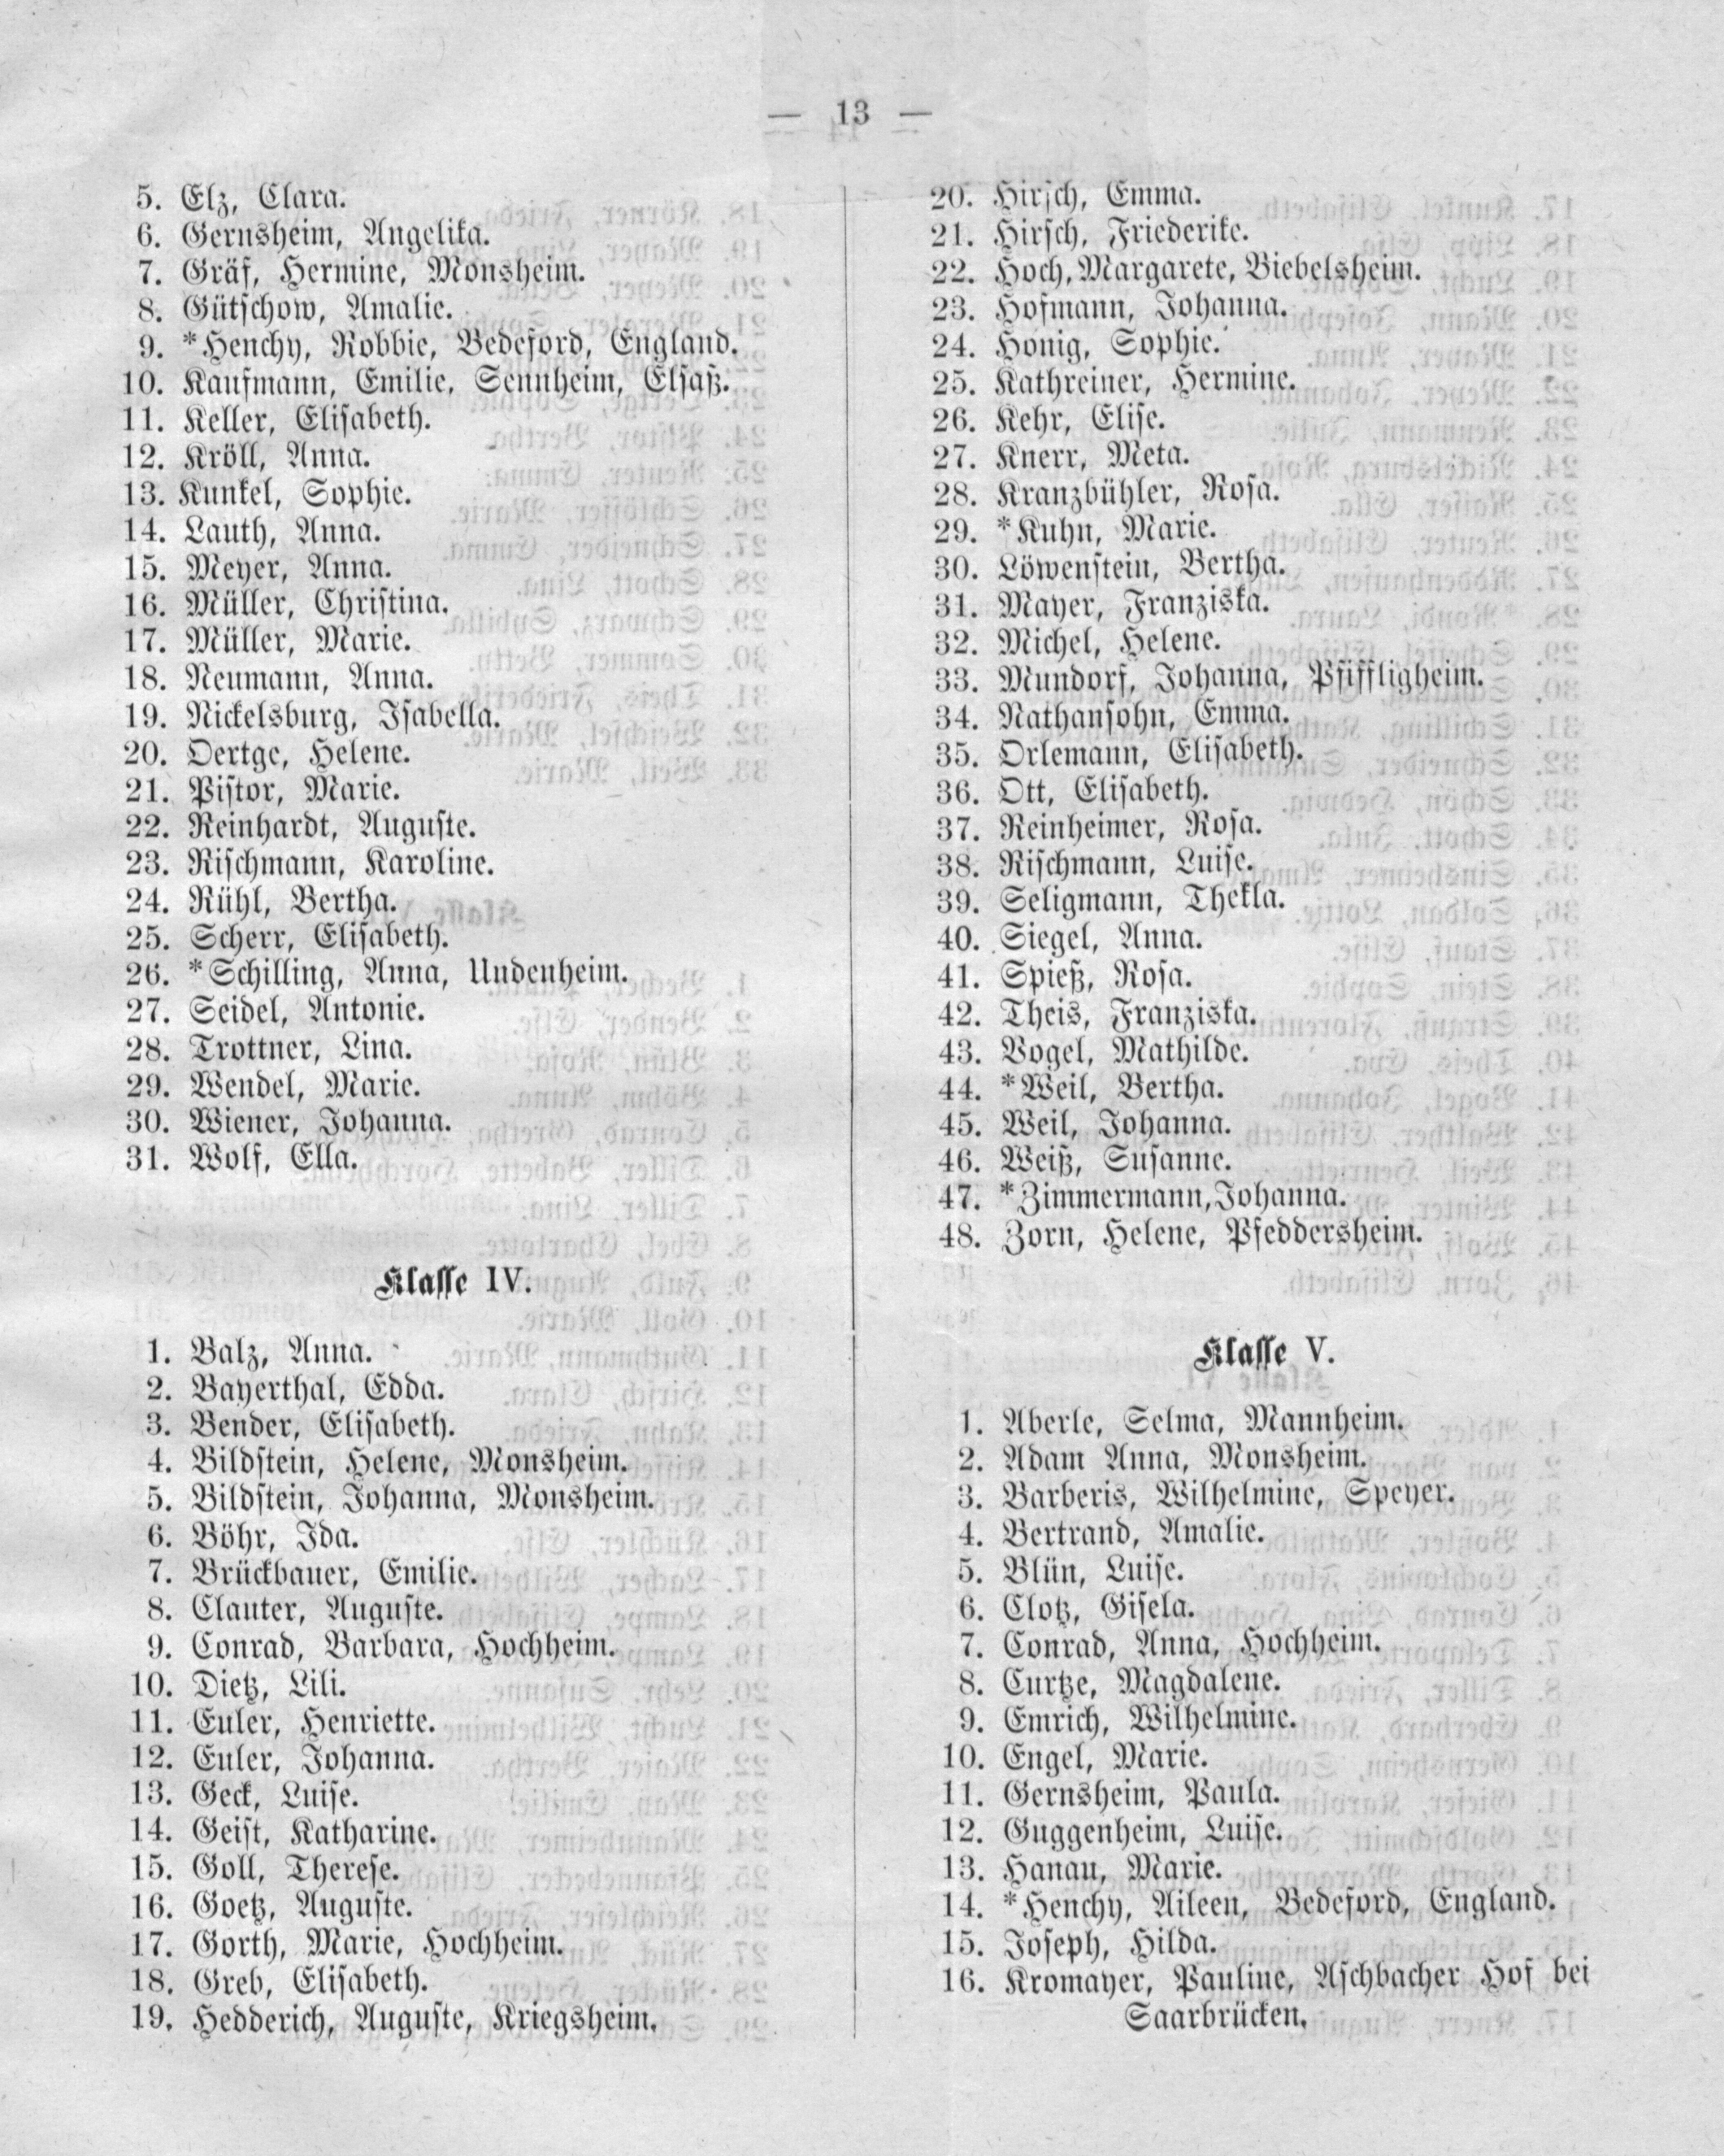 — 13 —
5. Elz, Clara.
6. Gernsheim, Angelika.
7. Gräf, Hermine, Monsheim.
8. Gütschow, Amalie.
9. *Henchy, Robbie, Bedeford, England.
10. Kaufmann, Emilie, Sennheim, Elsaß.
11. Keller, Elisabeth.
12. Kröll, Anna.
13. Kunkel, Sophie.
14. Lauth, Anna.
15. Meyer, Anna.
16. Müller, Christina.
17. Müller, Marie.
18. Neumann, Anna.
19. Nickelsburg, Isabella.
20. Oertge, Helene.
21. Pistor, Marie.
22. Reinhardt, Auguste.
23. Rischmann, Karoline.
24. Rühl, Bertha.
25. Scherr, Elisabeth.
26. *Schilling, Anna, Undenheim.
27. Seidel, Antonie.
28. Trottner, Lina.
29. Wendel, Marie.
30. Wiener, Johanna.
31. Wolf, Ella.
Klasse IV.
1. Balz, Anna.
2. Bayerthal, Edda.
3. Bender, Elisabeth.
4. Bildstein, Helene, Monsheim.
5. Bildstein, Johanna, Monsheim.
6. Böhr, Ida.
7. Brückbauer, Emilie.
8. Clauter, Auguste.
9. Conrad, Barbara, Hochheim.
10. Dietz, Lili.
11. Euler, Henriette.
12. Euler, Johanna.
13. Geck, Luise.
14. Geist, Katharine.
15. Goll, Therese.
16. Goetz, Auguste.
17. Gorth, Marie, Hochheim.
18. Greb, Elisabeth.
19. Hedderich, Auguste, Kriegsheim.
20. Hirsch, Emma.
21. Hirsch, Friederike.
22. Hoch, Margarete, Biebelsheim.
23. Hofmann, Johanna.
24. Honig, Sophie.
25. Kathreiner, Hermine.
26. Kehr, Elise.
27. Knerr, Meta.
28. Kranzbühler, Rosa.
29. *Kuhn, Marie.
30. Löwenstein, Bertha.
31. Mayer, Franziska.
32. Michel, Helene.
33. Mundorf, Johanna, Pfiffligheim.
34. Nathansohn, Emma.
35. Orlemann, Elisabeth.
36. Ott, Elisabeth.
37. Reinheimer, Rosa.
38. Rischmann, Luise.
39. Seligmann, Thekla.
40. Siegel, Anna.
41. Spieß, Rosa.
42. Theis, Franziska.
43. Vogel, Mathilde.
44. *Weil, Bertha.
45. Weil, Johanna.
46. Weiß, Susanne.
47. *Zimmermann, Johanna.
48. Zorn, Helene, Pfeddersheim.
Klasse V.
1. Aberle, Selma, Mannheim.
2. Adam Anna, Monsheim.
3. Barberis, Wilhelmine, Speyer.
4. Bertrand, Amalie.
5. Blün, Luise.
6. Clotz, Gisela.
7. Conrad, Anna, Hochheim.
8. Curtze, Magdalene.
9. Emrich, Wilhelmine.
10. Engel, Marie.
11. Gernsheim, Paula.
12. Guggenheim, Luise.
13. Hanau, Marie.
14. *Henchy, Aileen, Bedeford, England.
15. Joseph, Hilda.
16. Kromayer, Pauline, Aschbacher Hof bei
Saarbrücken.